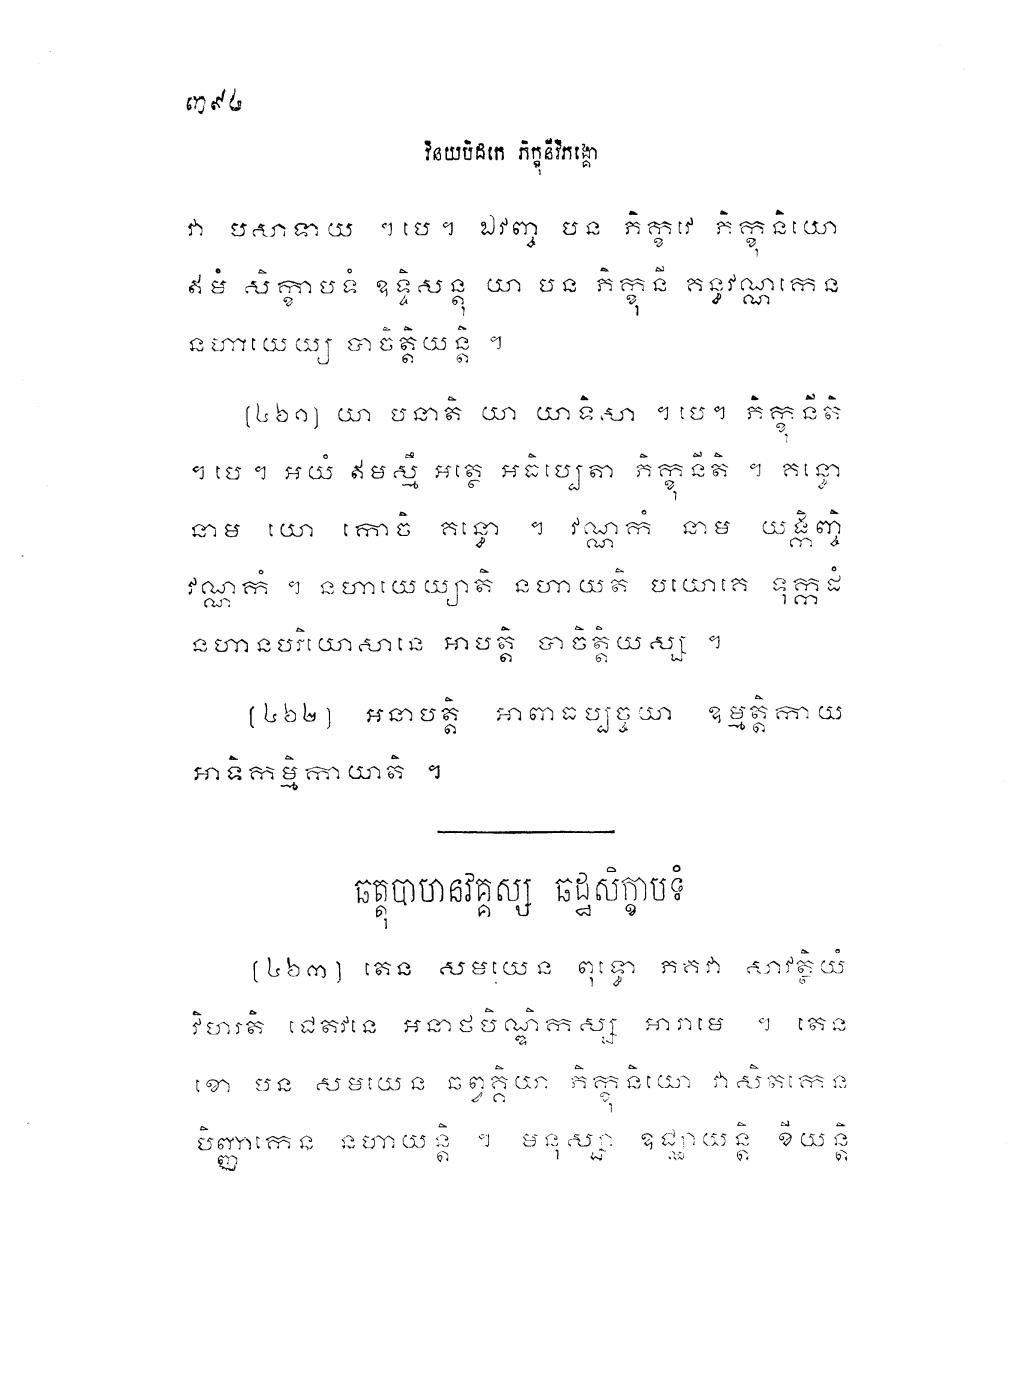 ៣៩៤
វិនយបិដកេ ភិក្ខុនីវិភង្គោ
វា បសាទាយ ។បេ។ ឯវញ្ច បន ភិក្ខវេ ភិក្ខុនិយោ
ឥមំ សិក្ខាបទំ ឧទ្ទិសន្តុ យា បន ភិក្ខុនី គន្ធវណ្ណកេន
នហាយេយ្យ បាចិត្តិយន្តិ ។
(៤៦១) យា បនាតិ យា យាទិសា ។បេ។ ភិក្ខុនីតិ
។បេ។ អយំ ឥមស្មឹ អត្ថេ អធិប្បេតា ភិក្ខុនីតិ ។ គន្ធោ
នាម យោ កោចិ គន្ធោ ។ វណ្ណកំ នាម យង្កិញ្ចិ
វណ្ណកំ ។ នហាយេយ្យាតិ នហាយតិ បយោគេ ទុក្កដំ
នហានបរិយោសានេ អាបត្តិ បាចិត្តិយស្ស ។
(៤៦២) អនាបត្តិ អាពាធប្បច្ចយា ឧម្មត្តិកាយ
អាទិកម្មិកាយាតិ ។
ឆត្តុបាហនវគ្គស្ស ឆដ្ឋសិក្ខាបទំ
(៤៦៣) តេន សមយេន ពុទ្ធោ ភគវា សាវត្ថិយំ
វិហរតិ ជេតវនេ អនាថបិណ្ឌិកស្ស អារាមេ ។ តេន
ខោ បន សមយេន ឆព្វគ្គិយា ភិក្ខុនិយោ វាសិតកេន
បិញ្ញាកេន នហាយន្តិ ។ មនុស្សា ឧជ្ឈាយន្តិ ខីយន្តិ